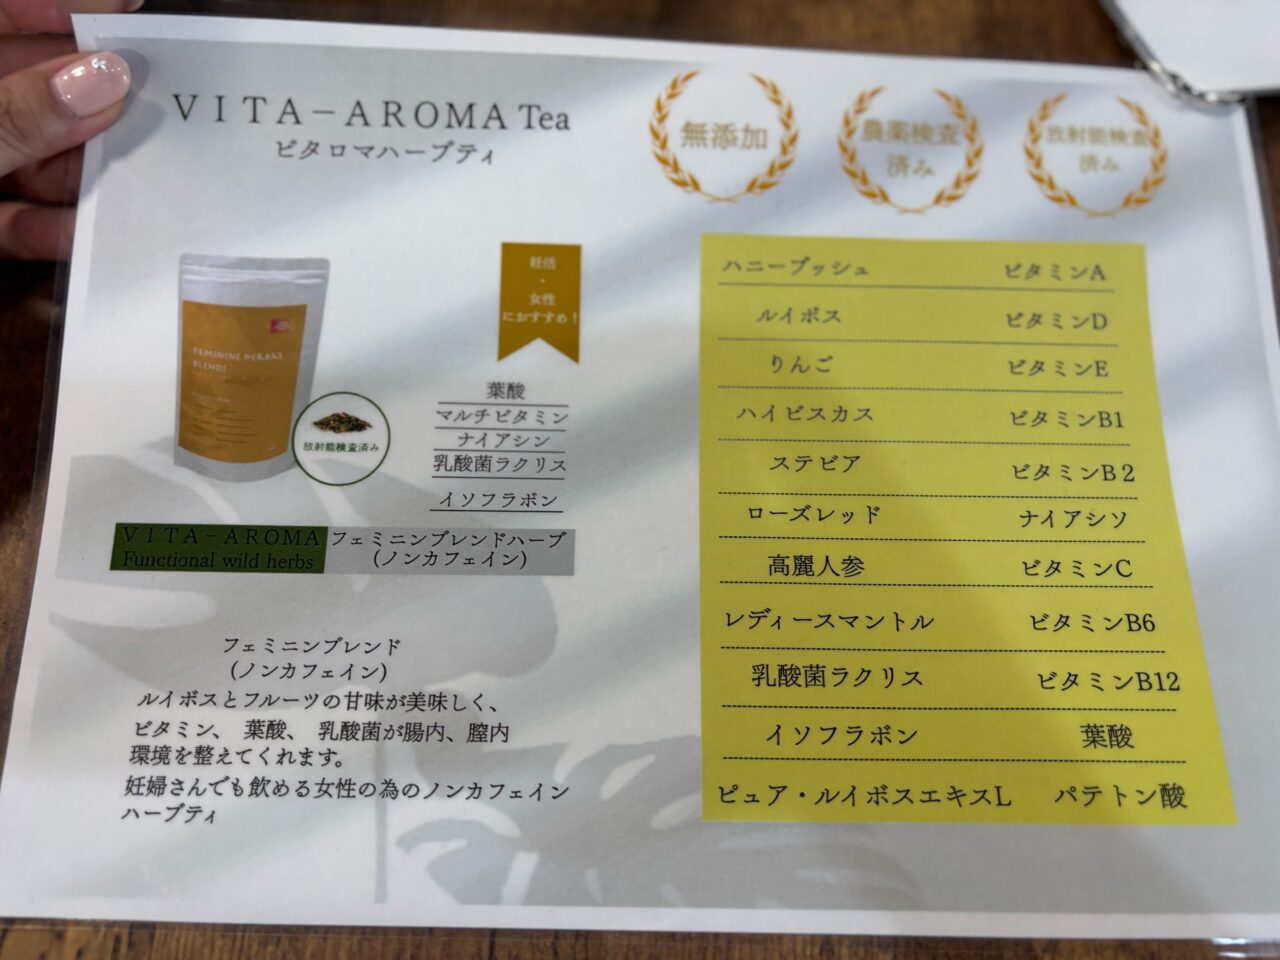 VITA-AROMA Tea
ビタロマハーブティ
無添加
農薬検査
済み
放射能検査
済み
FEMININE HERBAL
BLEND
妊活
・
女性
におすすめ！
放射能検査済み
葉酸
マルチビタミン
ナイアシン
乳酸菌ラクリス
イソフラボン
VITA-AROMA
Functional wild herbs
フェミニンブレンドハーブ
(ノンカフェイン)
フェミニンブレンド
(ノンカフェイン)
ルイボスとフルーツの甘味が美味しく、
ビタミン、 葉酸、 乳酸菌が腸内、膣内
環境を整えてくれます。
妊婦さんでも飲める女性の為のノンカフェイン
ハーブティ
ハニーブッシュ ビタミンA
ルイボス ビタミンD
りんご ビタミンE
ハイビスカス ビタミンB1
ステビア ビタミンB2
ローズレッド ナイアシソ
高麗人参 ビタミンC
レディースマントル ビタミンB6
乳酸菌ラクリス ビタミンB12
イソフラボン 葉酸
ピュア・ルイボスエキスL パテトン酸